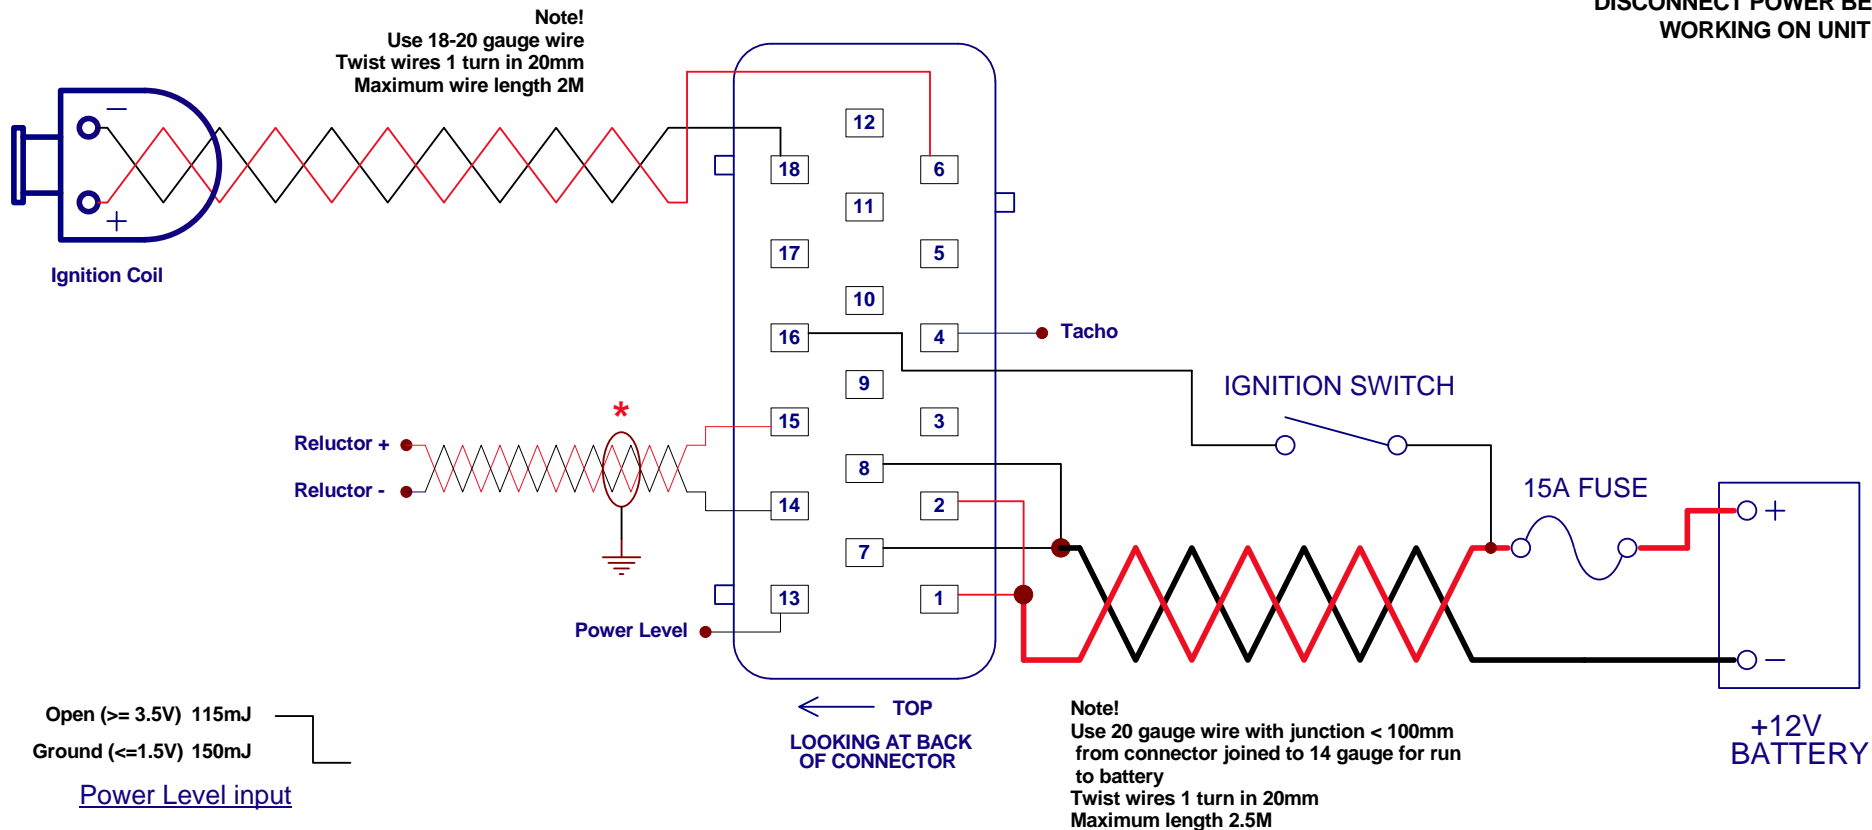 DISCONNECT POWER BE
WORKING ON UNIT
Note!
Use 18-20 gauge wire
Twist wires 1 turn in 20mm
Maximum wire length 2M
−
+
Ignition Coil
12
18
6
11
17
5
10
16
4
Tacho
9
IGNITION SWITCH
15
3
*
Reluctor +
Reluctor -
8
14
2
15A FUSE
+
7
13
1
Power Level
−
TOP
LOOKING AT BACK
OF CONNECTOR
Open (>= 3.5V) 115mJ
Ground (<=1.5V) 150mJ
Power Level input
Note!
Use 20 gauge wire with junction < 100mm
from connector joined to 14 gauge for run
to battery
Twist wires 1 turn in 20mm
Maximum length 2.5M
+12V
BATTERY